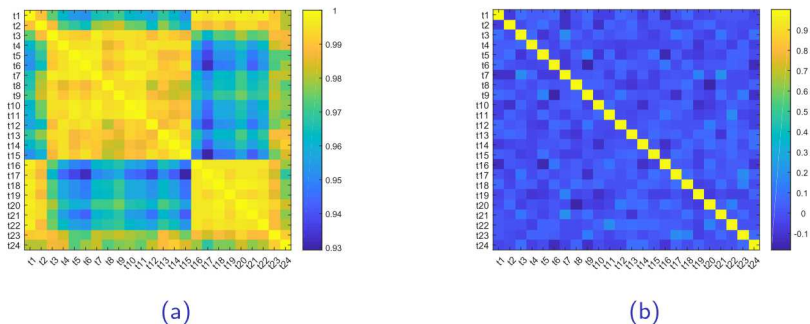 t1
t2
t3
t4
t5
t6
t7
t8
t9
t10
t11
t12
t13
t14
t15
t16
t17
t18
t19
t20
t21
t22
t23
t24
t1 t2 t3 t4 t5 t6 t7 t8 t9 t10 t11 t12 t13 t14 t15 t16 t17 t18 t19 t20 t21 t22 t23 t24
1
0.99
0.98
0.97
0.96
0.95
0.94
0.93
(a)
t1
t2
t3
t4
t5
t6
t7
t8
t9
t10
t11
t12
t13
t14
t15
t16
t17
t18
t19
t20
t21
t22
t23
t24
t1 t2 t3 t4 t5 t6 t7 t8 t9 t10 t11 t12 t13 t14 t15 t16 t17 t18 t19 t20 t21 t22 t23 t24
0.9
0.8
0.7
0.6
0.5
0.4
0.3
0.2
0.1
0
-0.1
(b)